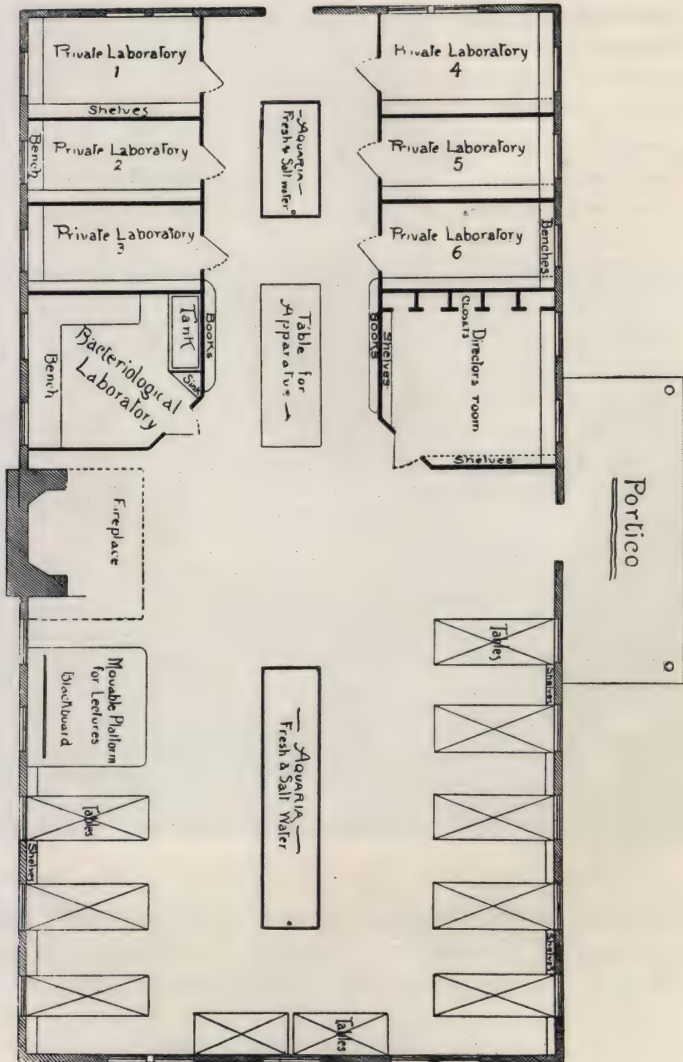 Private Laboratory
1
Shelves
Bench
Private Laboratory
2
Private Laboratory
3
— AQUARIA —
Fresh & Salt water
Private Laboratory
4
Private Laboratory
5
Private Laboratory
6
Benches
Tank
Sink
Books
Bacteriological
Laboratory
Bench
Table for
Apparatus —
Books
Shelves
Closets
Directors room
Shelves
Portico
Fireplace
Movable Platform
for Lectures
Blackboard
Tables
Shelves
— AQUARIA —
Fresh & Salt Water
Tables
Shelves
Shelves
Tables